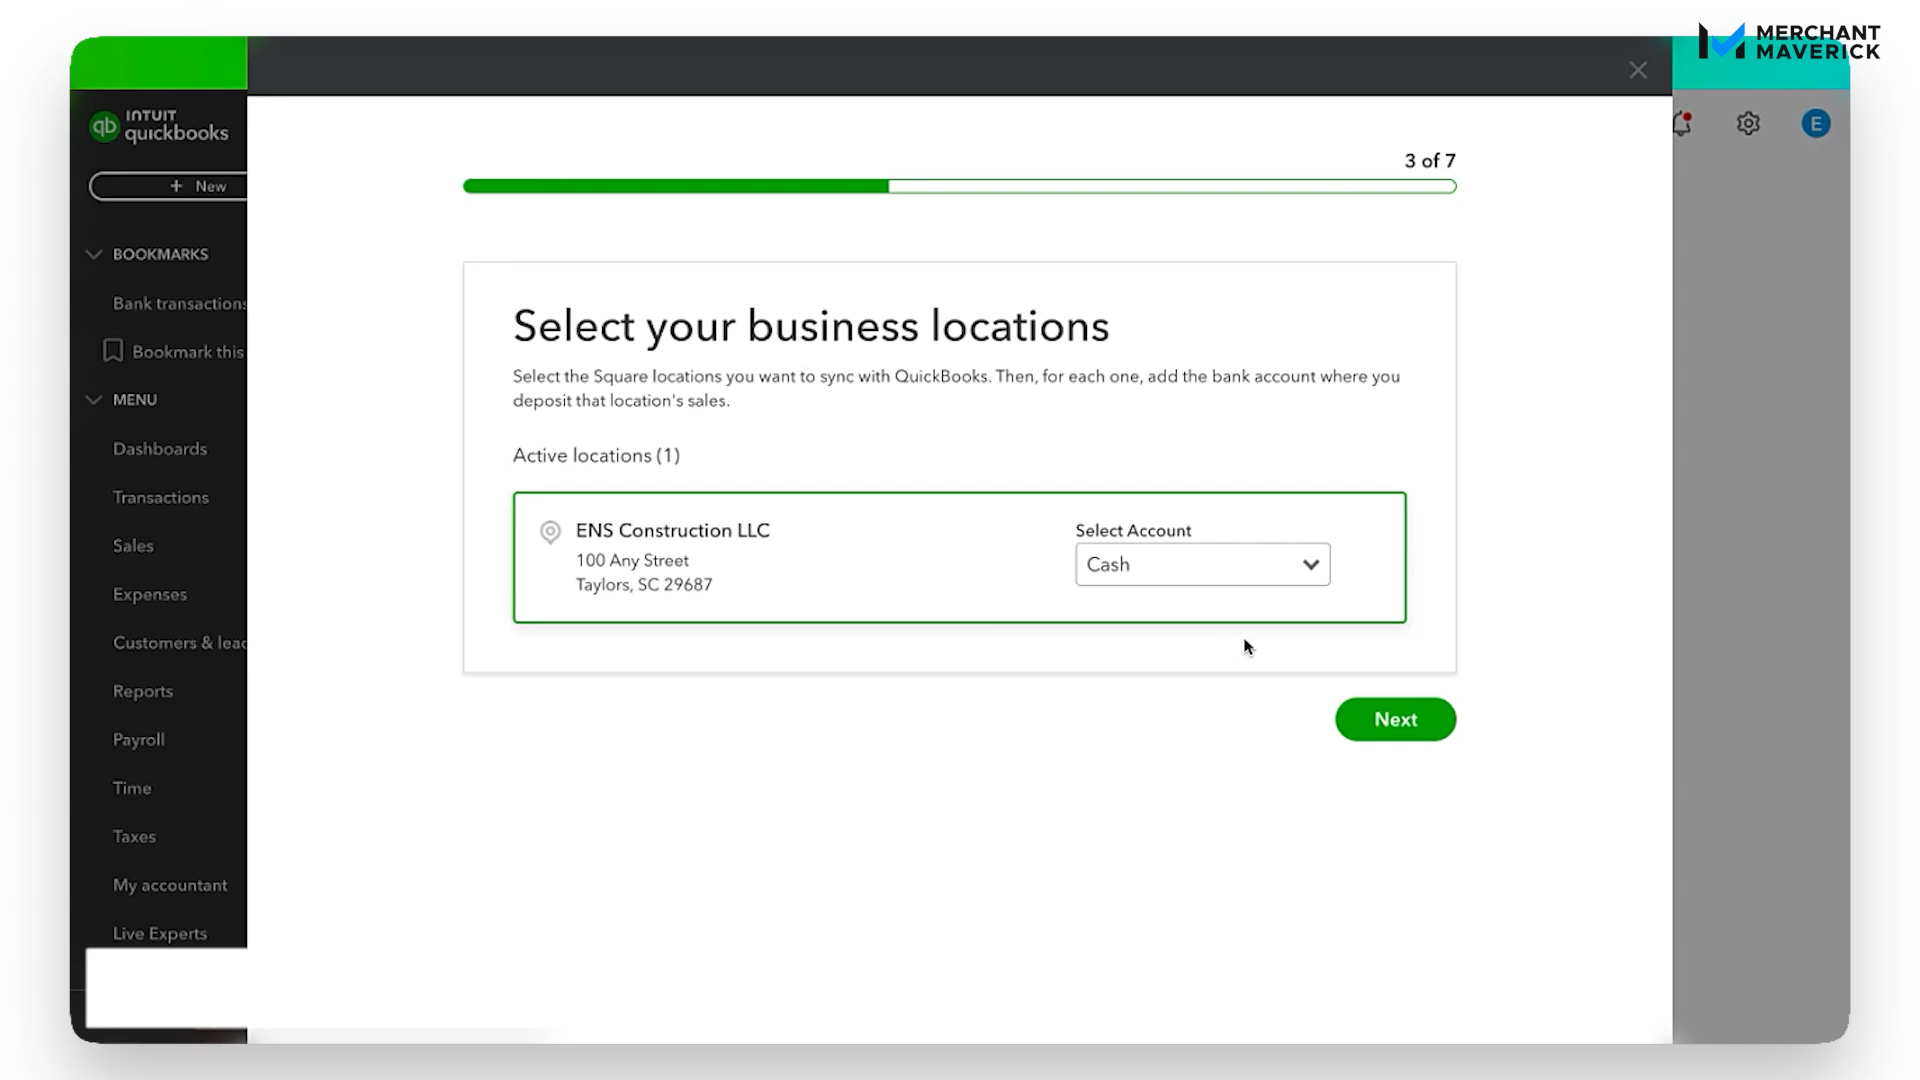 MERCHANT
MAVERICK
INTUIT
qb quickbooks
+ New
BOOKMARKS
Bank transactions
Bookmark this
MENU
Dashboards
Transactions
Sales
Expenses
Customers & lead
Reports
Payroll
Time
Taxes
My accountant
Live Experts
E
3 of 7
Select your business locations
Select the Square locations you want to sync with QuickBooks. Then, for each one, add the bank account where you
deposit that location's sales.
Active locations (1)
ENS Construction LLC
100 Any Street
Taylors, SC 29687
Select Account
Cash
Next